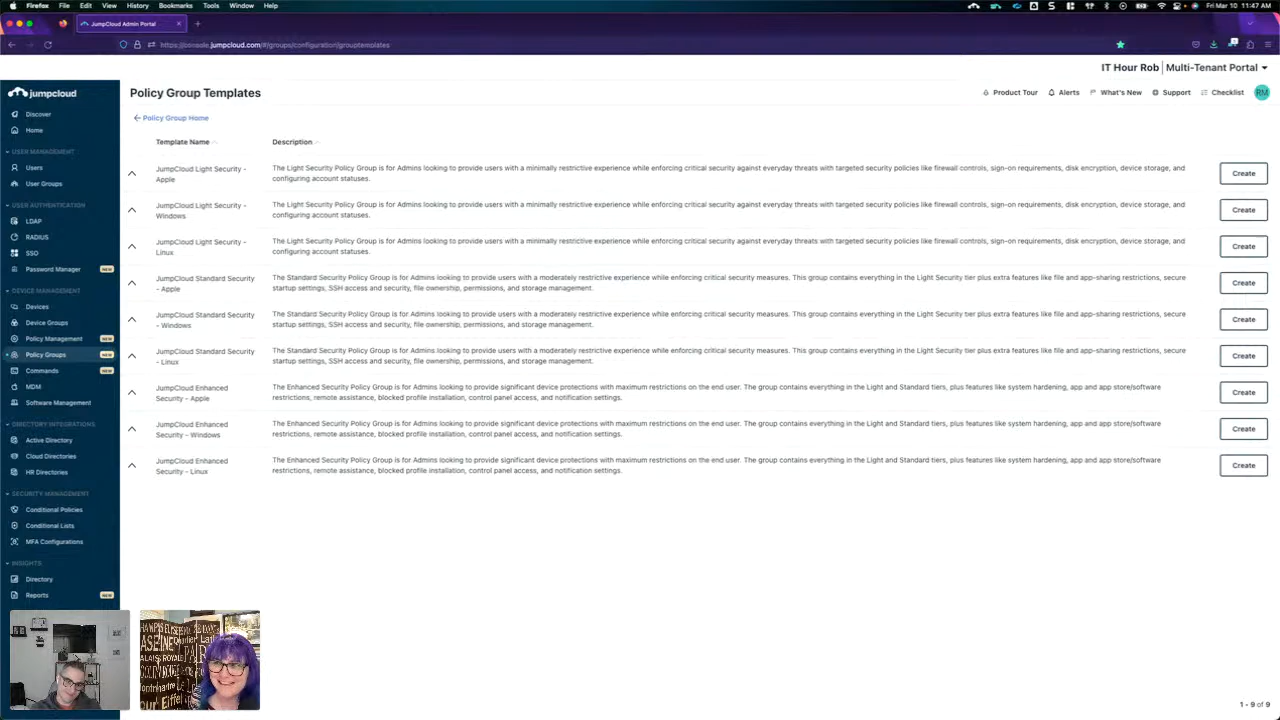 Firefox File Edit View History Bookmarks Tools Window Help
Fri Mar 10 11:47 AM
JumpCloud Admin Portal
https://console.jumpcloud.com/#/groups/configuration/grouptemplates
IT Hour Rob | Multi-Tenant Portal
jumpcloud
Policy Group Templates
Product Tour Alerts What's New Support Checklist RM
Discover
Home
USER MANAGEMENT
Users
User Groups
USER AUTHENTICATION
LDAP
RADIUS
SSO
Password Manager NEW
DEVICE MANAGEMENT
Devices
Device Groups
Policy Management NEW
Policy Groups NEW
Commands NEW
MDM
Software Management
DIRECTORY INTEGRATIONS
Active Directory
Cloud Directories
HR Directories
SECURITY MANAGEMENT
Conditional Policies
Conditional Lists
MFA Configurations
INSIGHTS
Directory
Reports NEW
Policy Group Home
Template Name Description
JumpCloud Light Security -
Apple
The Light Security Policy Group is for Admins looking to provide users with a minimally restrictive experience while enforcing critical security against everyday threats with targeted security policies like firewall controls, sign-on requirements, disk encryption, device storage, and
configuring account statuses.
Create
JumpCloud Light Security -
Windows
The Light Security Policy Group is for Admins looking to provide users with a minimally restrictive experience while enforcing critical security against everyday threats with targeted security policies like firewall controls, sign-on requirements, disk encryption, device storage, and
configuring account statuses.
Create
JumpCloud Light Security -
Linux
The Light Security Policy Group is for Admins looking to provide users with a minimally restrictive experience while enforcing critical security against everyday threats with targeted security policies like firewall controls, sign-on requirements, disk encryption, device storage, and
configuring account statuses.
Create
JumpCloud Standard Security
- Apple
The Standard Security Policy Group is for Admins looking to provide users with a moderately restrictive experience while enforcing critical security measures. This group contains everything in the Light Security tier plus extra features like file and app-sharing restrictions, secure
startup settings, SSH access and security, file ownership, permissions, and storage management.
Create
JumpCloud Standard Security
- Windows
The Standard Security Policy Group is for Admins looking to provide users with a moderately restrictive experience while enforcing critical security measures. This group contains everything in the Light Security tier plus extra features like file and app-sharing restrictions, secure
startup settings, SSH access and security, file ownership, permissions, and storage management.
Create
JumpCloud Standard Security
- Linux
The Standard Security Policy Group is for Admins looking to provide users with a moderately restrictive experience while enforcing critical security measures. This group contains everything in the Light Security tier plus extra features like file and app-sharing restrictions, secure
startup settings, SSH access and security, file ownership, permissions, and storage management.
Create
JumpCloud Enhanced
Security - Apple
The Enhanced Security Policy Group is for Admins looking to provide significant device protections with maximum restrictions on the end user. The group contains everything in the Light and Standard tiers, plus features like system hardening, app and app store/software
restrictions, remote assistance, blocked profile installation, control panel access, and notification settings.
Create
JumpCloud Enhanced
Security - Windows
The Enhanced Security Policy Group is for Admins looking to provide significant device protections with maximum restrictions on the end user. The group contains everything in the Light and Standard tiers, plus features like system hardening, app and app store/software
restrictions, remote assistance, blocked profile installation, control panel access, and notification settings.
Create
JumpCloud Enhanced
Security - Linux
The Enhanced Security Policy Group is for Admins looking to provide significant device protections with maximum restrictions on the end user. The group contains everything in the Light and Standard tiers, plus features like system hardening, app and app store/software
restrictions, remote assistance, blocked profile installation, control panel access, and notification settings.
Create
ALAIS ROYALE
our Eiffel
1 - 9 of 9